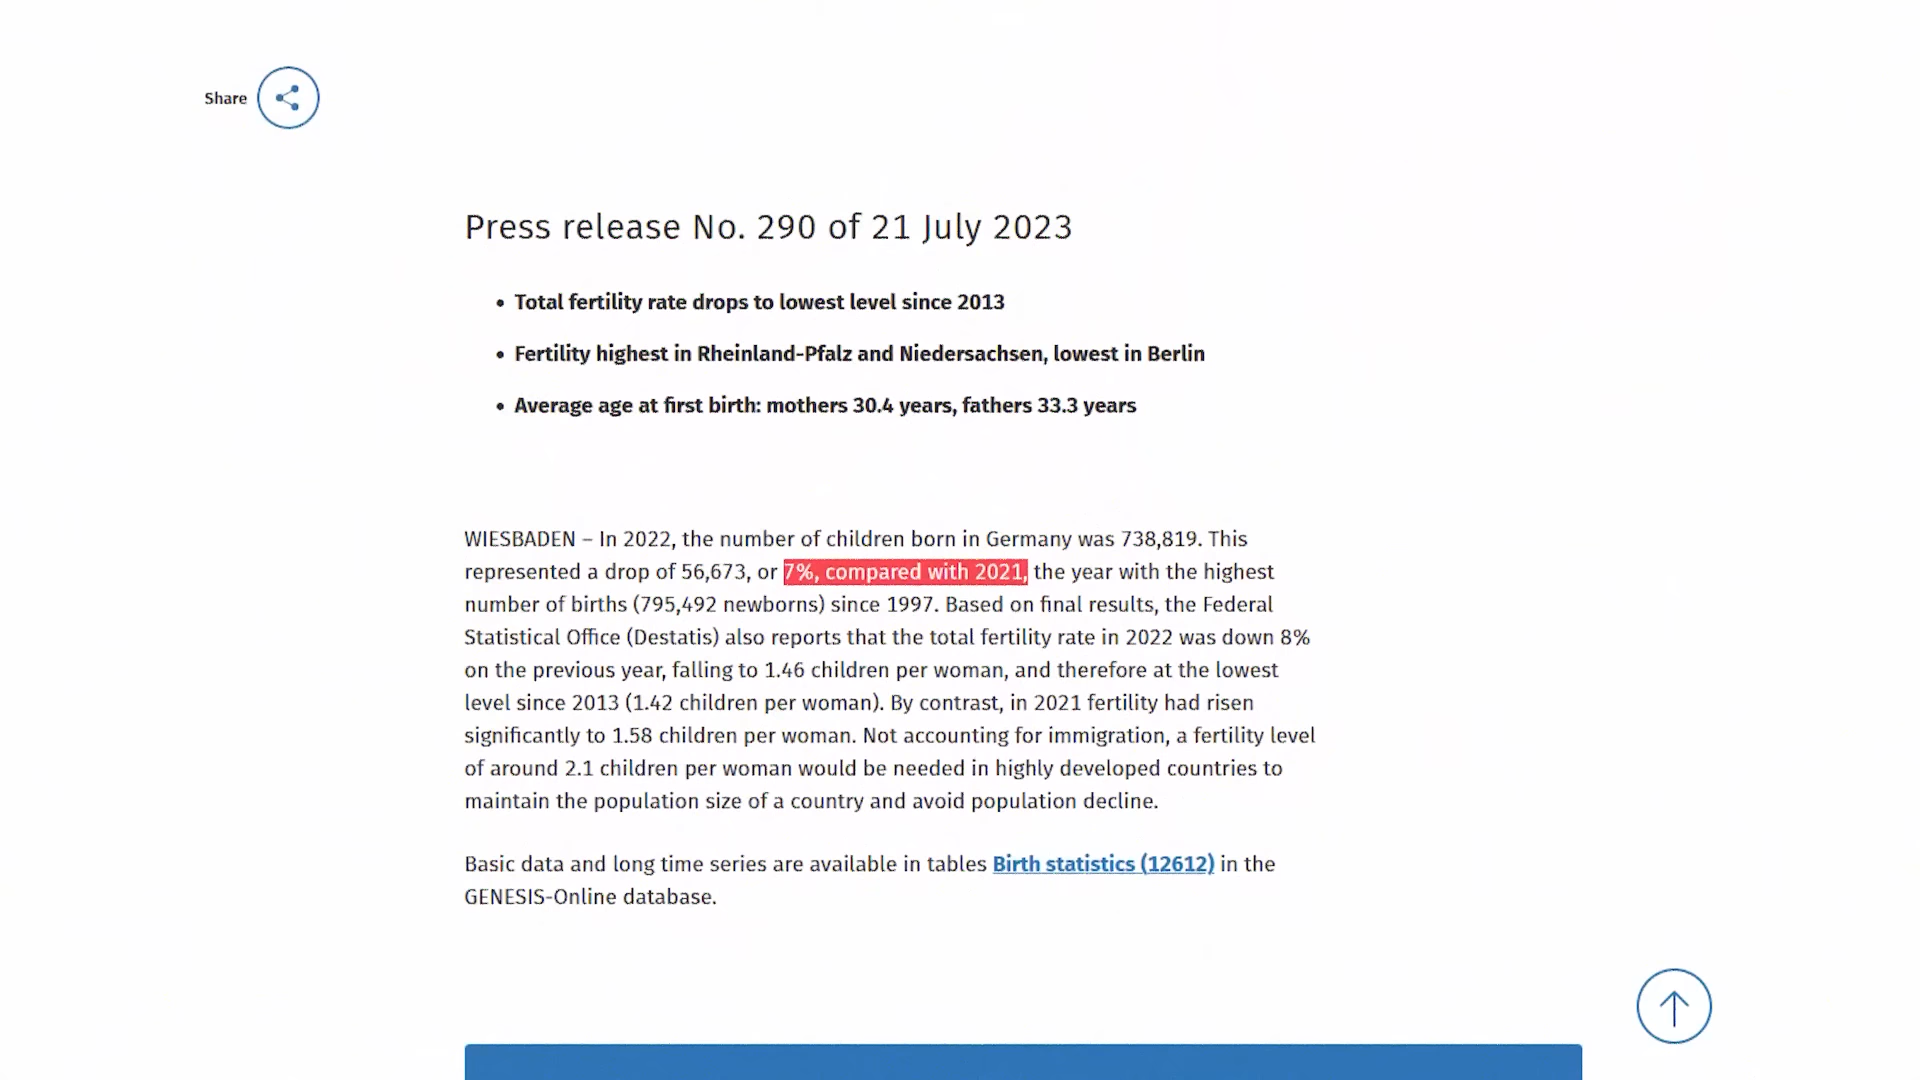 Share
Press release No. 290 of 21 July 2023
• Total fertility rate drops to lowest level since 2013
• Fertility highest in Rheinland-Pfalz and Niedersachsen, lowest in Berlin
• Average age at first birth: mothers 30.4 years, fathers 33.3 years
WIESBADEN – In 2022, the number of children born in Germany was 738,819. This
represented a drop of 56,673, or 7%, compared with 2021, the year with the highest
number of births (795,492 newborns) since 1997. Based on final results, the Federal
Statistical Office (Destatis) also reports that the total fertility rate in 2022 was down 8%
on the previous year, falling to 1.46 children per woman, and therefore at the lowest
level since 2013 (1.42 children per woman). By contrast, in 2021 fertility had risen
significantly to 1.58 children per woman. Not accounting for immigration, a fertility level
of around 2.1 children per woman would be needed in highly developed countries to
maintain the population size of a country and avoid population decline.
Basic data and long time series are available in tables Birth statistics (12612) in the
GENESIS-Online database.